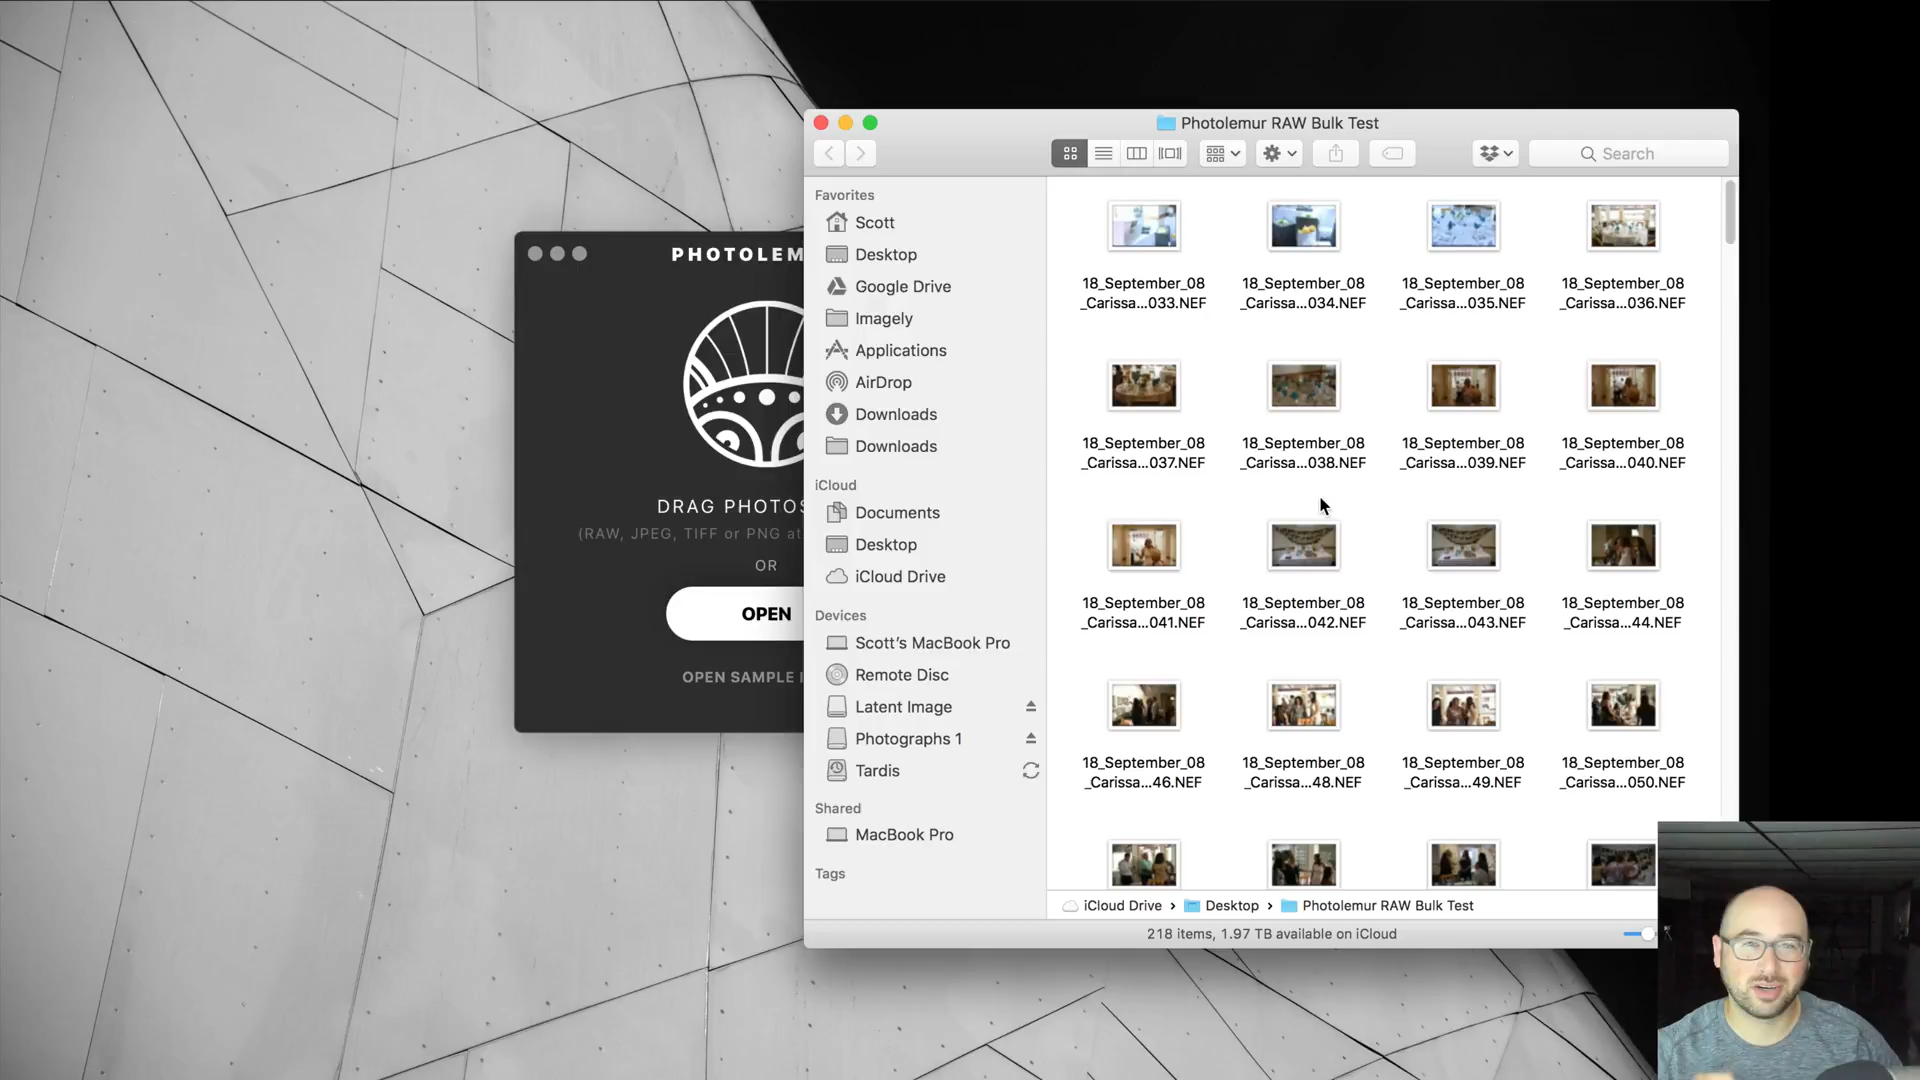 Photolemur RAW Bulk Test
Search
Favorites
Scott
Desktop
Google Drive
Imagely
Applications
AirDrop
Downloads
Downloads
iCloud
Documents
Desktop
iCloud Drive
Devices
Scott's MacBook Pro
Remote Disc
Latent Image
Photographs 1
Tardis
Shared
MacBook Pro
Tags
PHOTOLEM
DRAG PHOTOS
(RAW, JPEG, TIFF or PNG at
OR
OPEN
OPEN SAMPLE I
18_September_08 18_September_08 18_September_08 18_September_08
_Carissa...033.NEF _Carissa...034.NEF _Carissa...035.NEF _Carissa...036.NEF
18_September_08 18_September_08 18_September_08 18_September_08
_Carissa...037.NEF _Carissa...038.NEF _Carissa...039.NEF _Carissa...040.NEF
18_September_08 18_September_08 18_September_08 18_September_08
_Carissa...041.NEF _Carissa...042.NEF _Carissa...043.NEF _Carissa...44.NEF
18_September_08 18_September_08 18_September_08 18_September_08
_Carissa...46.NEF _Carissa...48.NEF _Carissa...49.NEF _Carissa...050.NEF
iCloud Drive › Desktop › Photolemur RAW Bulk Test
218 items, 1.97 TB available on iCloud